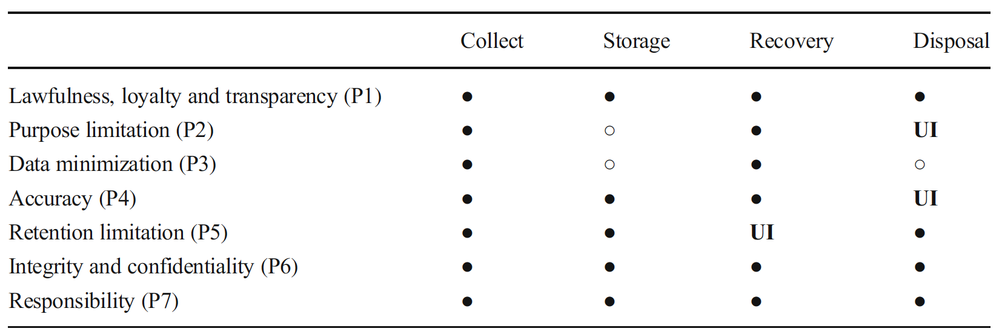 Collect Storage Recovery Disposal
Lawfulness, loyalty and transparency (P1) ● ● ● ●
Purpose limitation (P2) ● ○ ● UI
Data minimization (P3) ● ○ ● ○
Accuracy (P4) ● ● ● UI
Retention limitation (P5) ● ● UI ●
Integrity and confidentiality (P6) ● ● ● ●
Responsibility (P7) ● ● ● ●